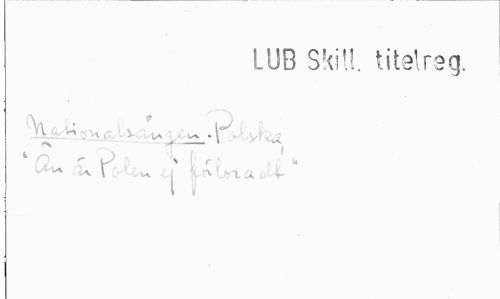 LUB Skill. titelreg.
Nationalsången. Polska,
"Än är Polen ej förloradt"